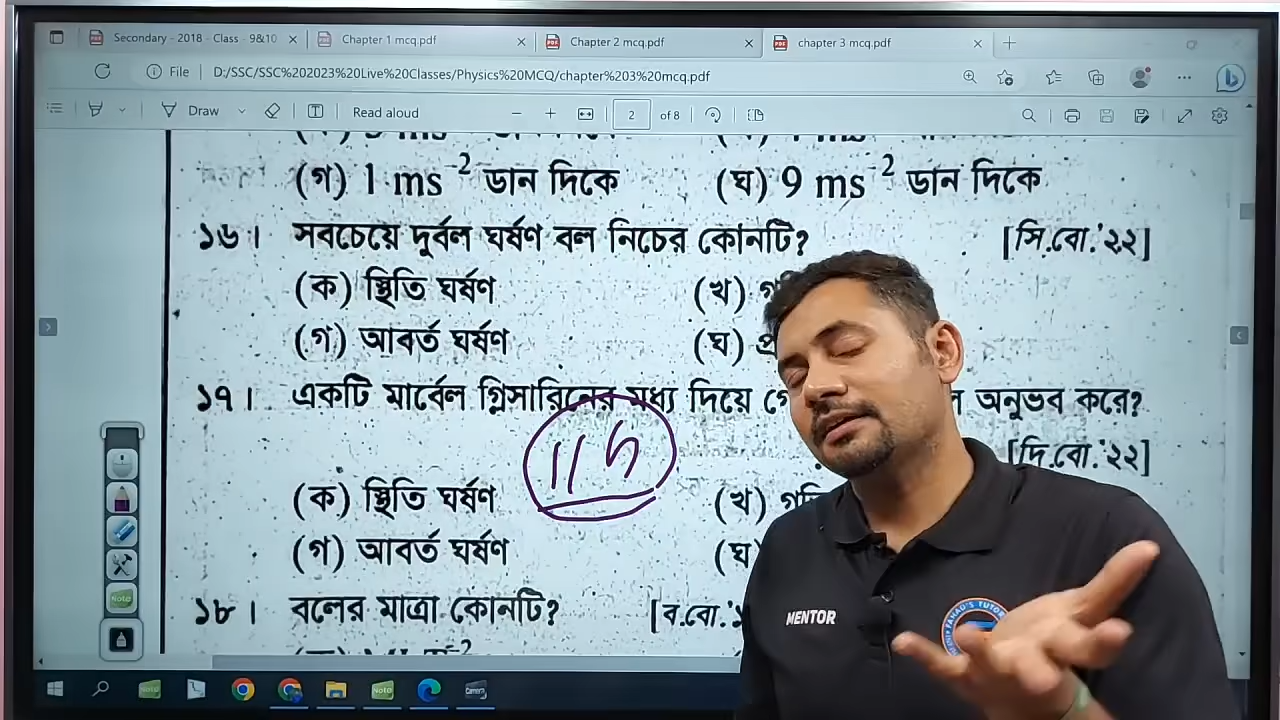 Secondary - 2018 - Class - 9&10
Chapter 1 mcq.pdf
Chapter 2 mcq.pdf
chapter 3 mcq.pdf
File D:/SSC/SSC%202023%20Live%20Classes/Physics%20MCQ/chapter%203%20mcq.pdf
Draw
Read aloud
2 of 8
(গ) 1 ms⁻² ডান দিকে (ঘ) 9 ms⁻² ডান দিকে
১৬। সবচেয়ে দুর্বল ঘর্ষণ বল নিচের কোনটি? [সি.বো.'২২]
(ক) স্থিতি ঘর্ষণ (খ)
(গ) আবর্ত ঘর্ষণ (ঘ)
১৭। একটি মার্বেল গ্লিসারিনের মধ্য দিয়ে অনুভব করে?
[দি.বো.'২২]
(ক) স্থিতি ঘর্ষণ (খ)
(গ) আবর্ত ঘর্ষণ (ঘ)
১৮। বলের মাত্রা কোনটি? [ব.বো.
MENTOR
Note
Note
Note